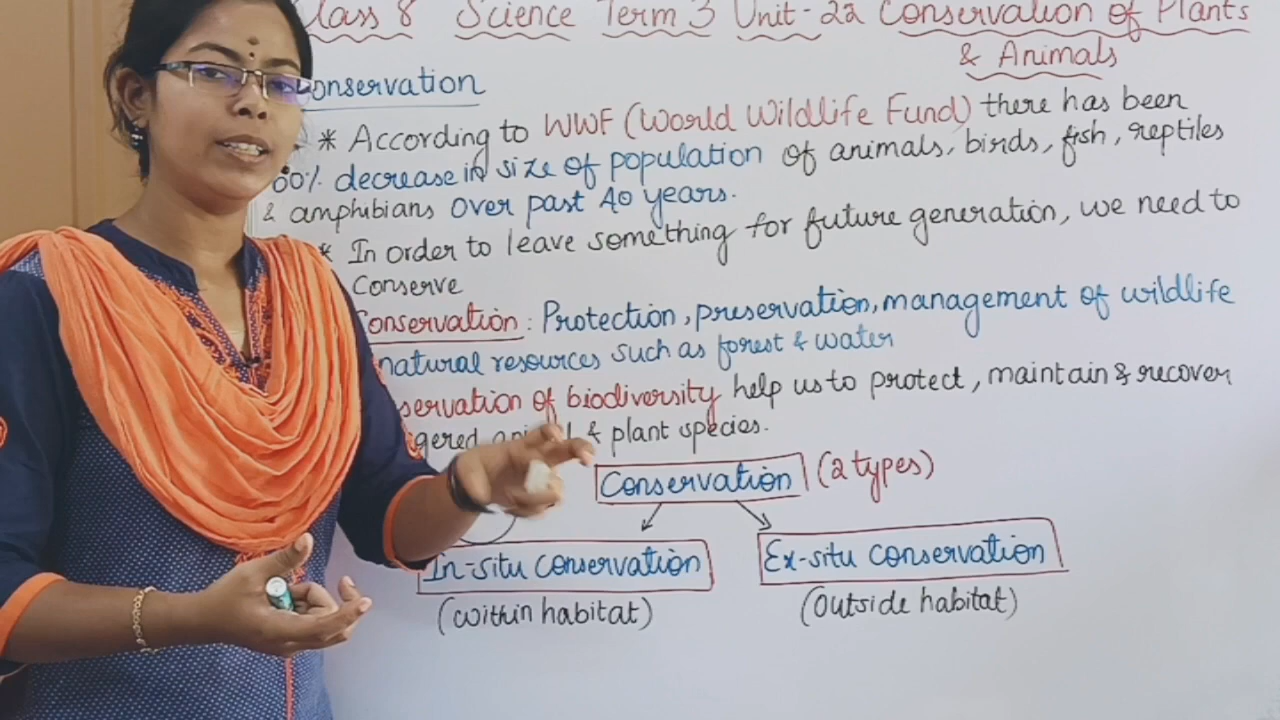 Class 8 Science Term 3 Unit-22 Conservation of Plants
& Animals
onservation
* According to WWF (World Wildlife Fund) there has been
60% decrease in size of population of animals, birds, fish, reptiles
& amphibians over past 40 years.
* In order to leave something for future generation, we need to
Conserve
Conservation : Protection, preservation, management of wildlife
natural resources such as forest & water
servation of biodiversity help us to protect, maintain & recover
gered & plant species.
Conservation (2 types)
In-situ conservation Ex-situ conservation
(within habitat) (Outside habitat)